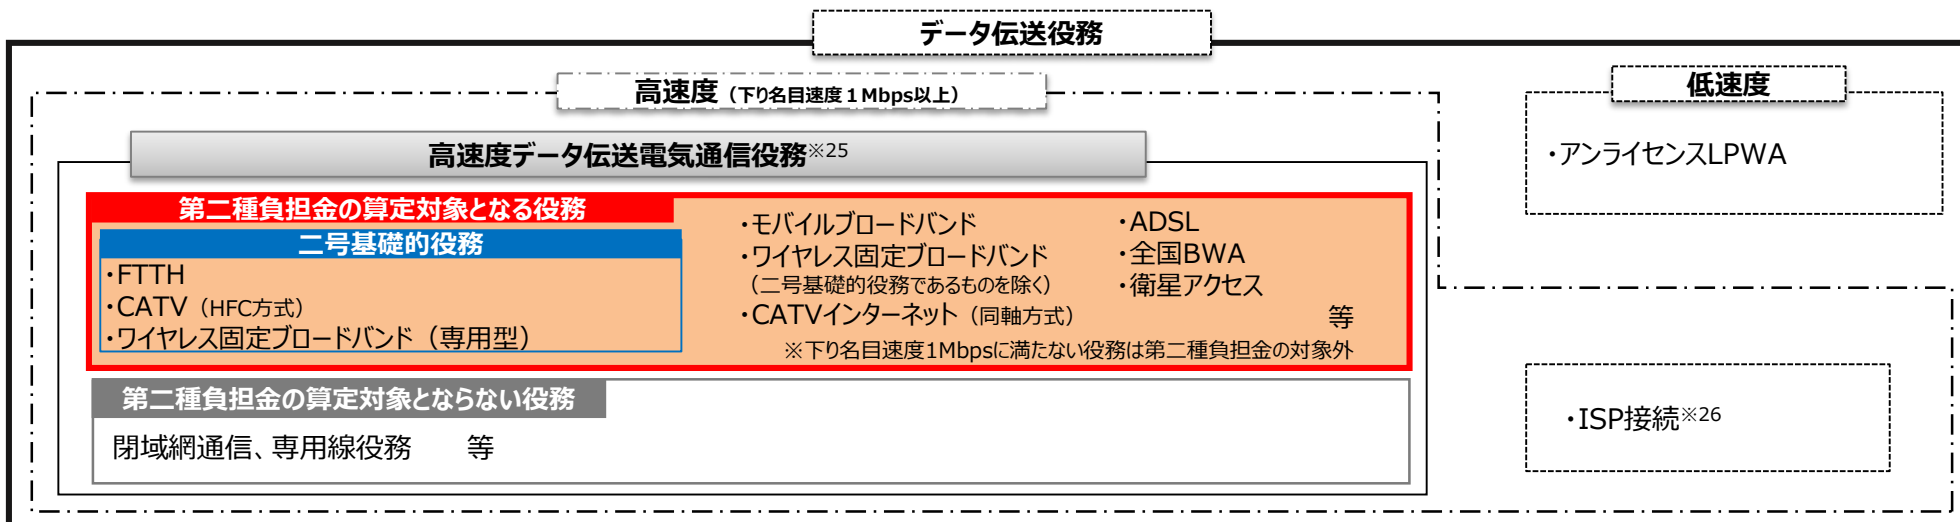 データ伝送役務
高速度（下り名目速度１Mbps以上）
低速度
・アンライセンスLPWA
高速度データ伝送電気通信役務※25
第二種負担金の算定対象となる役務
二号基礎的役務
・FTTH
・CATV（HFC方式）
・ワイヤレス固定ブロードバンド（専用型）
・モバイルブロードバンド
・ワイヤレス固定ブロードバンド
（二号基礎的役務であるものを除く）
・CATVインターネット（同軸方式）
・ADSL
・全国BWA
・衛星アクセス
等
※下り名目速度1Mbpsに満たない役務は第二種負担金の対象外
第二種負担金の算定対象とならない役務
閉域網通信、専用線役務　　等
・ISP接続※26